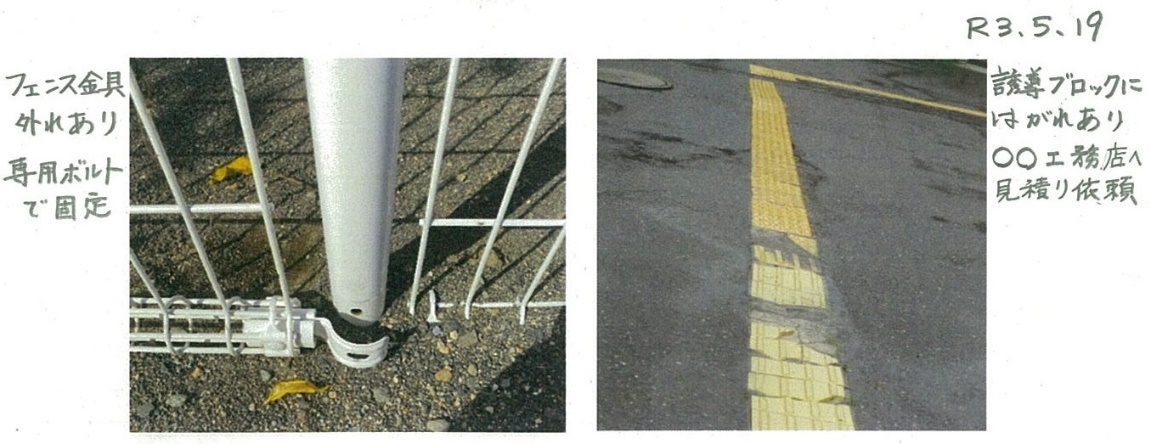 R3.5.19
フェンス金具
外れあり
専用ボルト
で固定
誘導ブロックに
はがれあり
〇〇工務店へ
見積り依頼